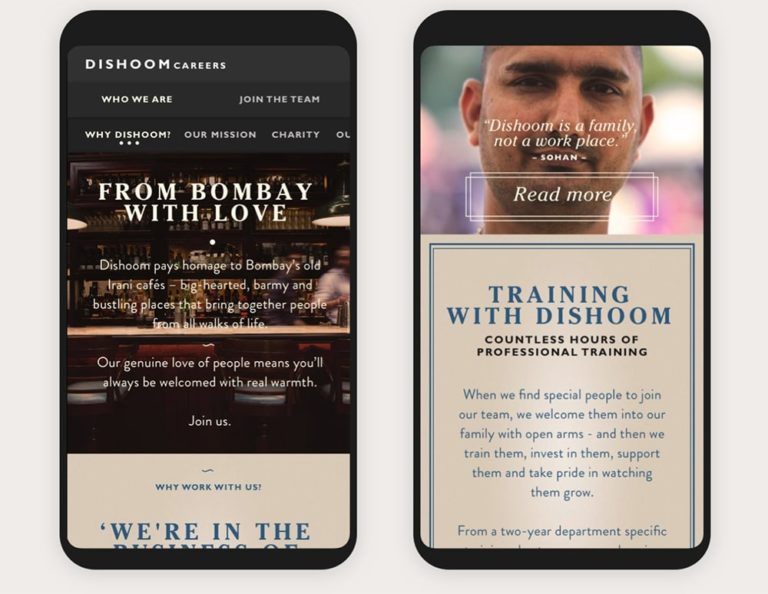 DISHOOM CAREERS
WHO WE ARE JOIN THE TEAM
WHY DISHOOM? OUR MISSION CHARITY OU
FROM BOMBAY
WITH LOVE
Dishoom pays homage to Bombay's old
Irani cafés – big-hearted, barmy and
bustling places that bring together people
from all walks of life.
Our genuine love of people means you'll
always be welcomed with real warmth.
Join us.
WHY WORK WITH US?
‘WE'RE IN THE
BUSINESS OF
“Dishoom is a family,
not a work place.”
– SOHAN –
Read more
TRAINING
WITH DISHOOM
COUNTLESS HOURS OF
PROFESSIONAL TRAINING
When we find special people to join
our team, we welcome them into our
family with open arms - and then we
train them, invest in them, support
them and take pride in watching
them grow.
From a two-year department specific